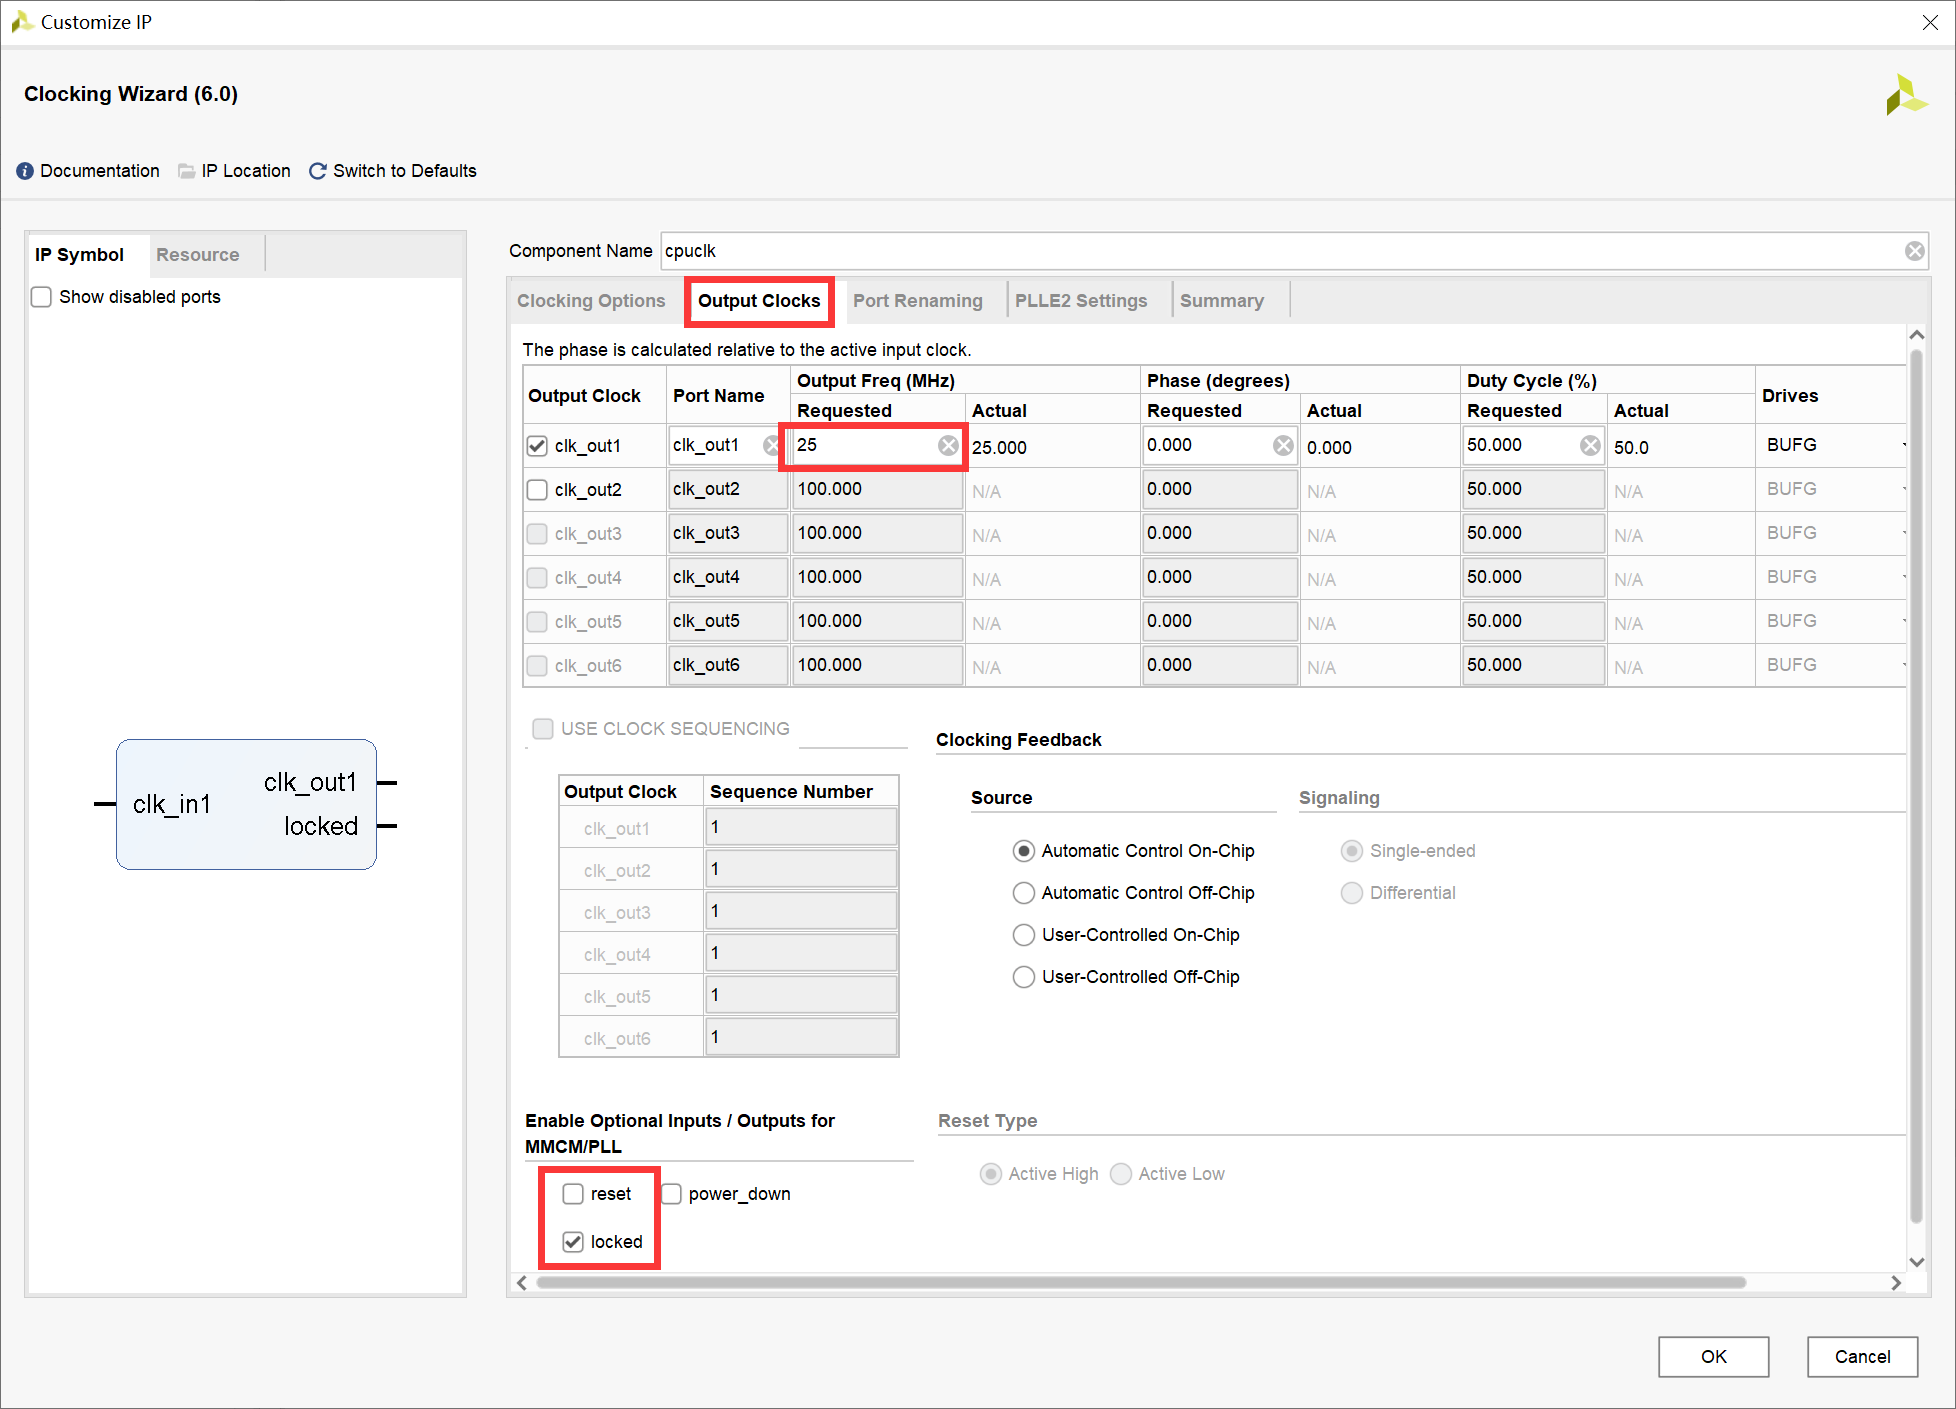 Customize IP
Clocking Wizard (6.0)
Documentation IP Location Switch to Defaults
IP Symbol Resource
Show disabled ports
clk_in1
clk_out1
locked
Component Name cpuclk
Clocking Options Output Clocks Port Renaming PLLE2 Settings Summary
The phase is calculated relative to the active input clock.
Output Clock Port Name Output Freq (MHz) Phase (degrees) Duty Cycle (%) Drives
Requested Actual Requested Actual Requested Actual
clk_out1 clk_out1 25 25.000 0.000 0.000 50.000 50.0 BUFG
clk_out2 clk_out2 100.000 N/A 0.000 N/A 50.000 N/A BUFG
clk_out3 clk_out3 100.000 N/A 0.000 N/A 50.000 N/A BUFG
clk_out4 clk_out4 100.000 N/A 0.000 N/A 50.000 N/A BUFG
clk_out5 clk_out5 100.000 N/A 0.000 N/A 50.000 N/A BUFG
clk_out6 clk_out6 100.000 N/A 0.000 N/A 50.000 N/A BUFG
USE CLOCK SEQUENCING
Output Clock Sequence Number
clk_out1 1
clk_out2 1
clk_out3 1
clk_out4 1
clk_out5 1
clk_out6 1
Clocking Feedback
Source Signaling
Automatic Control On-Chip Single-ended
Automatic Control Off-Chip Differential
User-Controlled On-Chip
User-Controlled Off-Chip
Enable Optional Inputs / Outputs for
MMCM/PLL
reset power_down
locked
Reset Type
Active High Active Low
OK Cancel